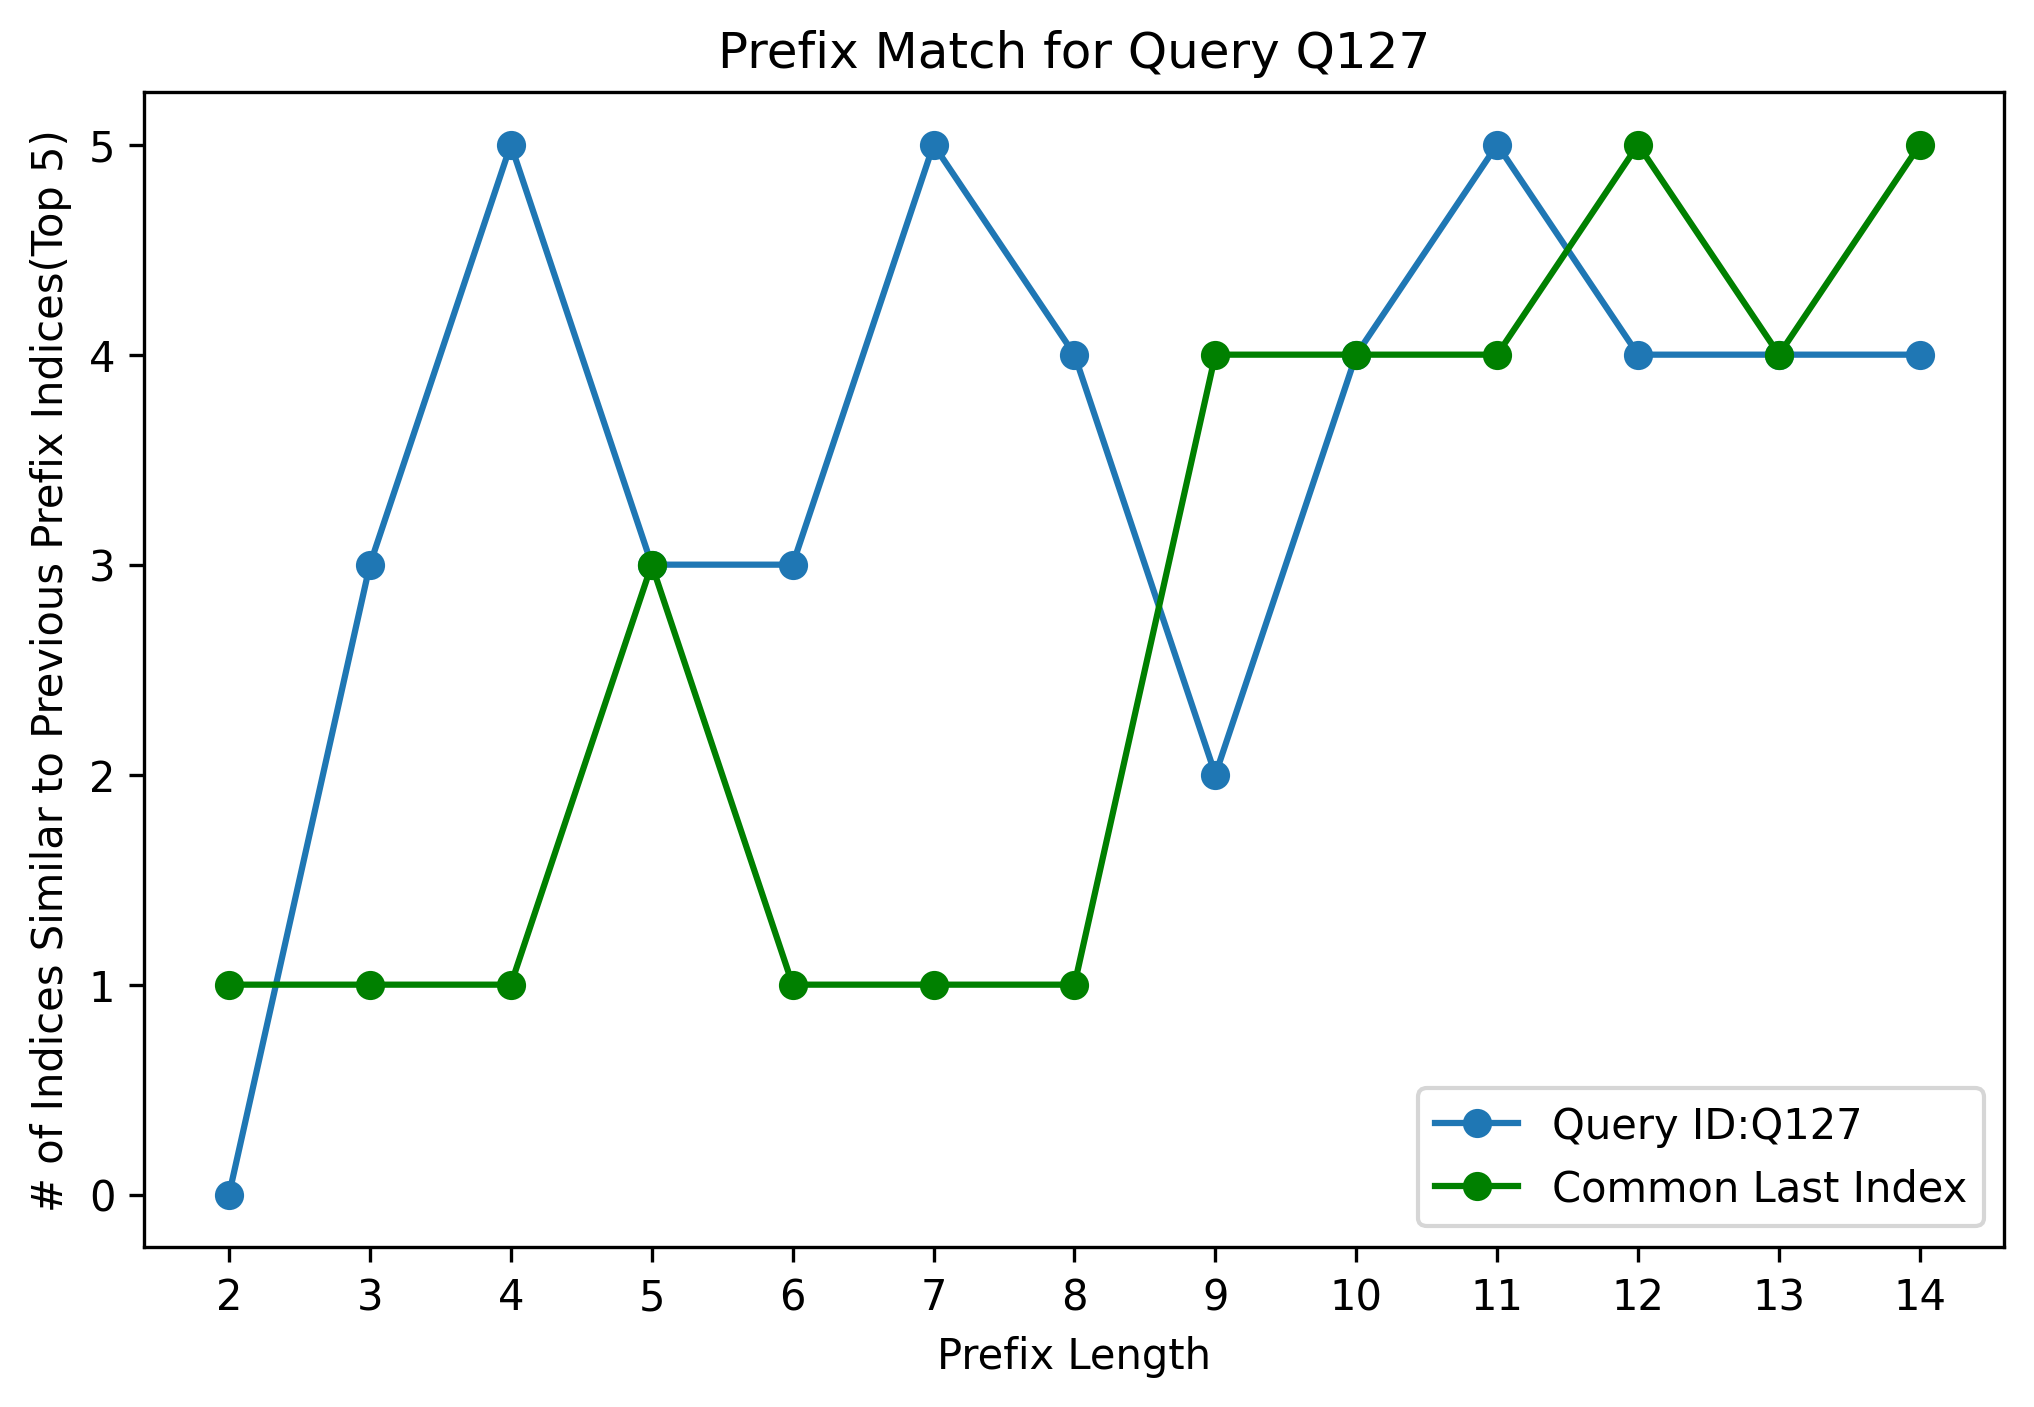 Prefix Match for Query Q127
# of Indices Similar to Previous Prefix Indices(Top 5)
5
4
3
2
1
0
2 3 4 5 6 7 8 9 10 11 12 13 14
Prefix Length
Query ID:Q127
Common Last Index